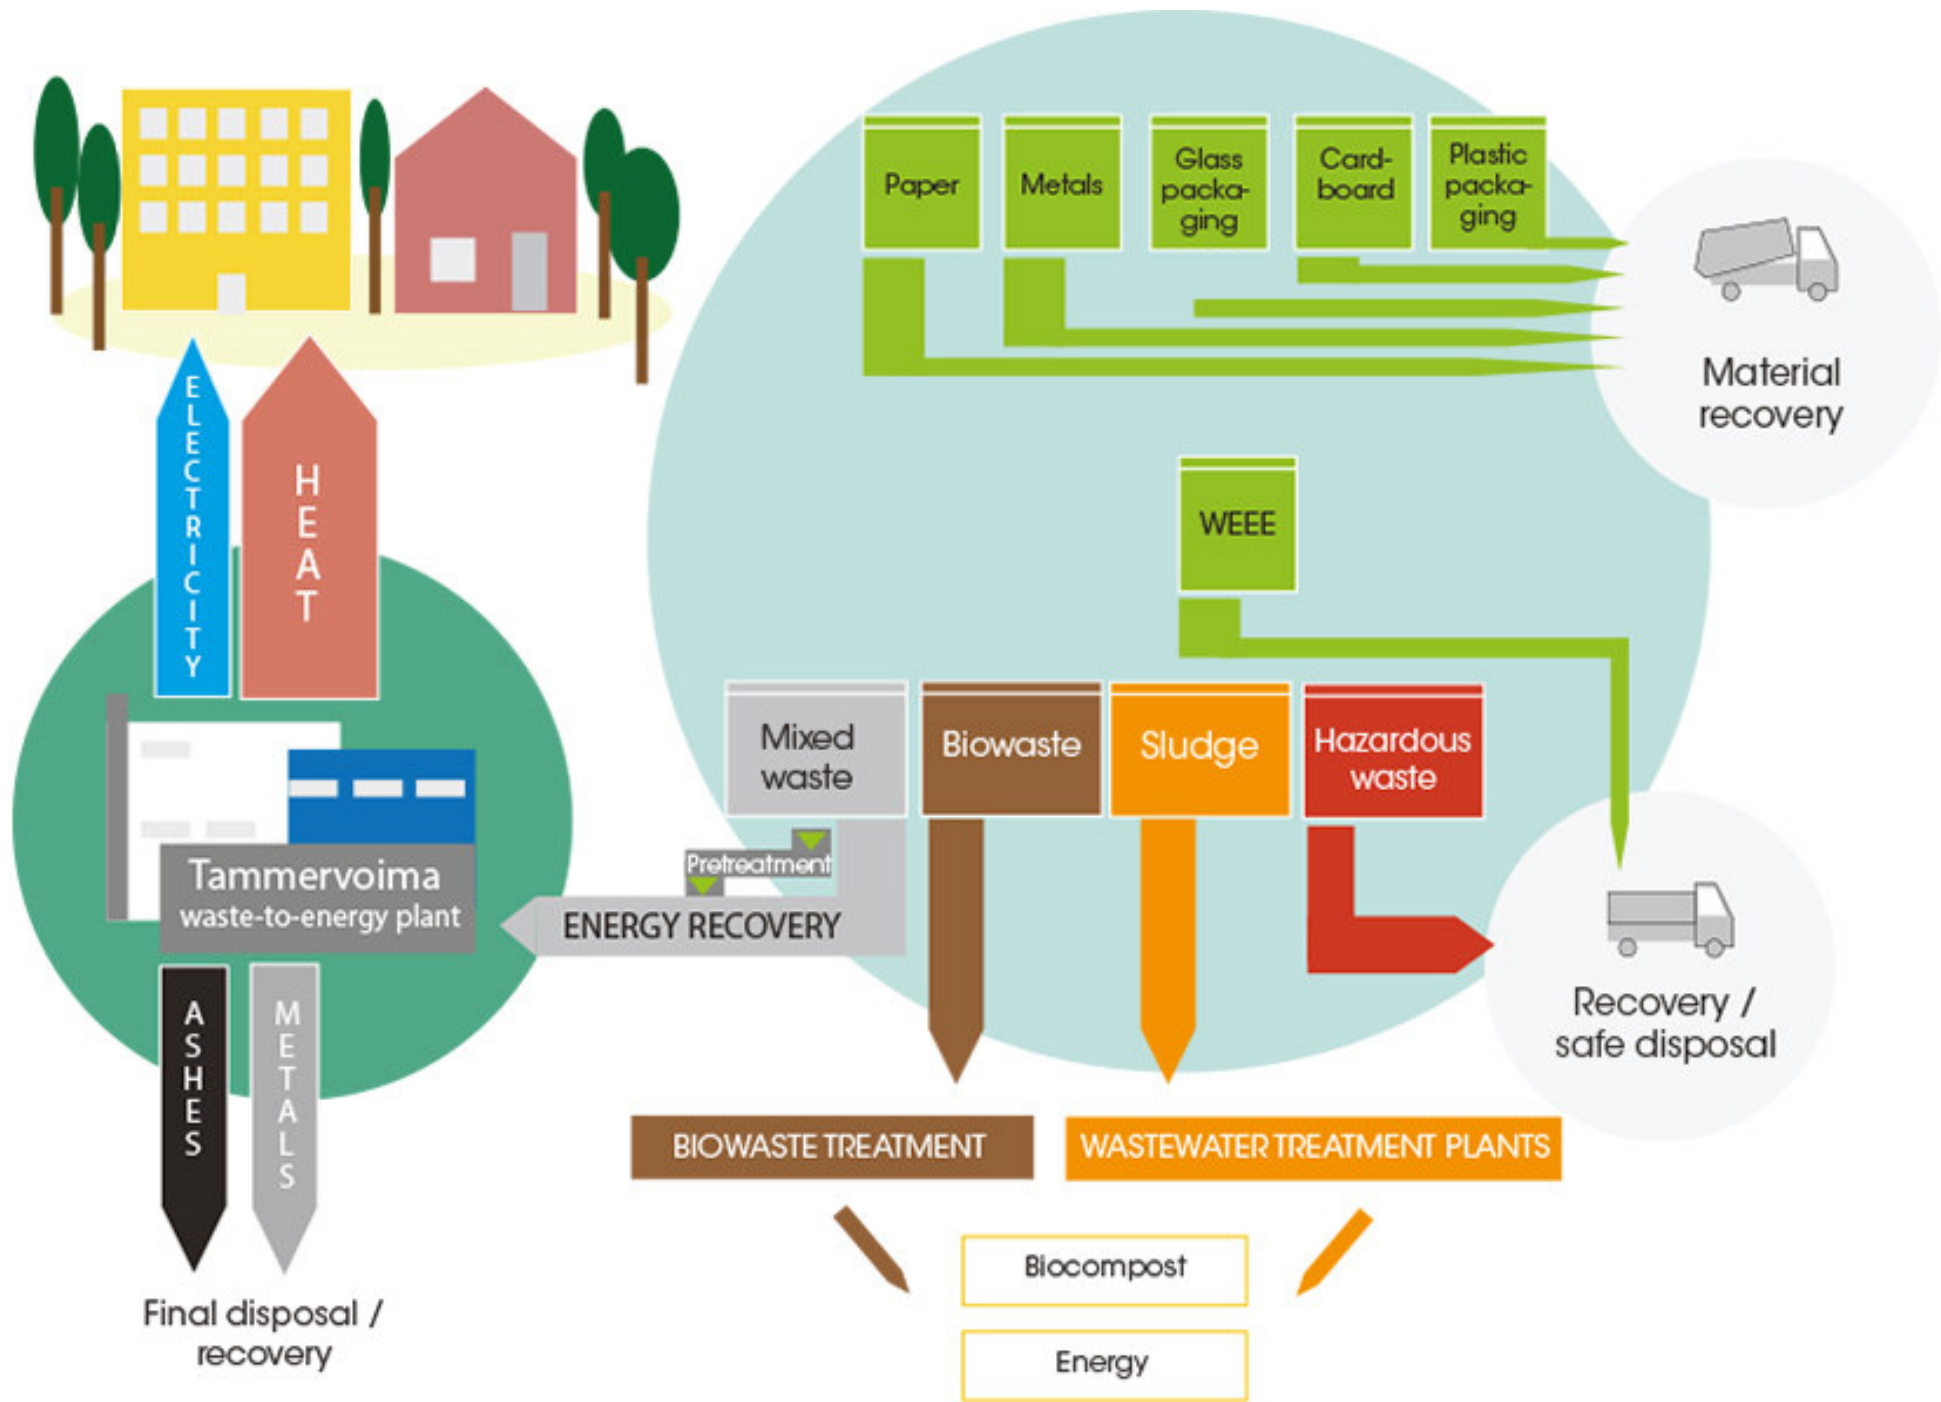 Paper
Metals
Glass
packa-
ging
Card-
board
Plastic
packa-
ging
Material
recovery
ELECTRICITY
HEAT
WEEE
Mixed
waste
Biowaste
Sludge
Hazardous
waste
Pretreatment
ENERGY RECOVERY
Tammervoima
waste-to-energy plant
ASHES
METALS
Recovery /
safe disposal
BIOWASTE TREATMENT
WASTEWATER TREATMENT PLANTS
Biocompost
Energy
Final disposal /
recovery